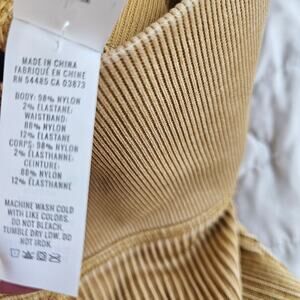 MADE IN CHINA
FABRIQUÉ EN CHINE
RN 54485 CA 03873
BODY: 98% NYLON
2% ELASTANE;
WAISTBAND:
88% NYLON
12% ELASTANE
CORPS: 98% NYLON
2% ÉLASTHANNE;
CEINTURE:
88% NYLON
12% ÉLASTHANNE
MACHINE WASH COLD
WITH LIKE COLORS.
DO NOT BLEACH.
TUMBLE DRY LOW. DO
NOT IRON.